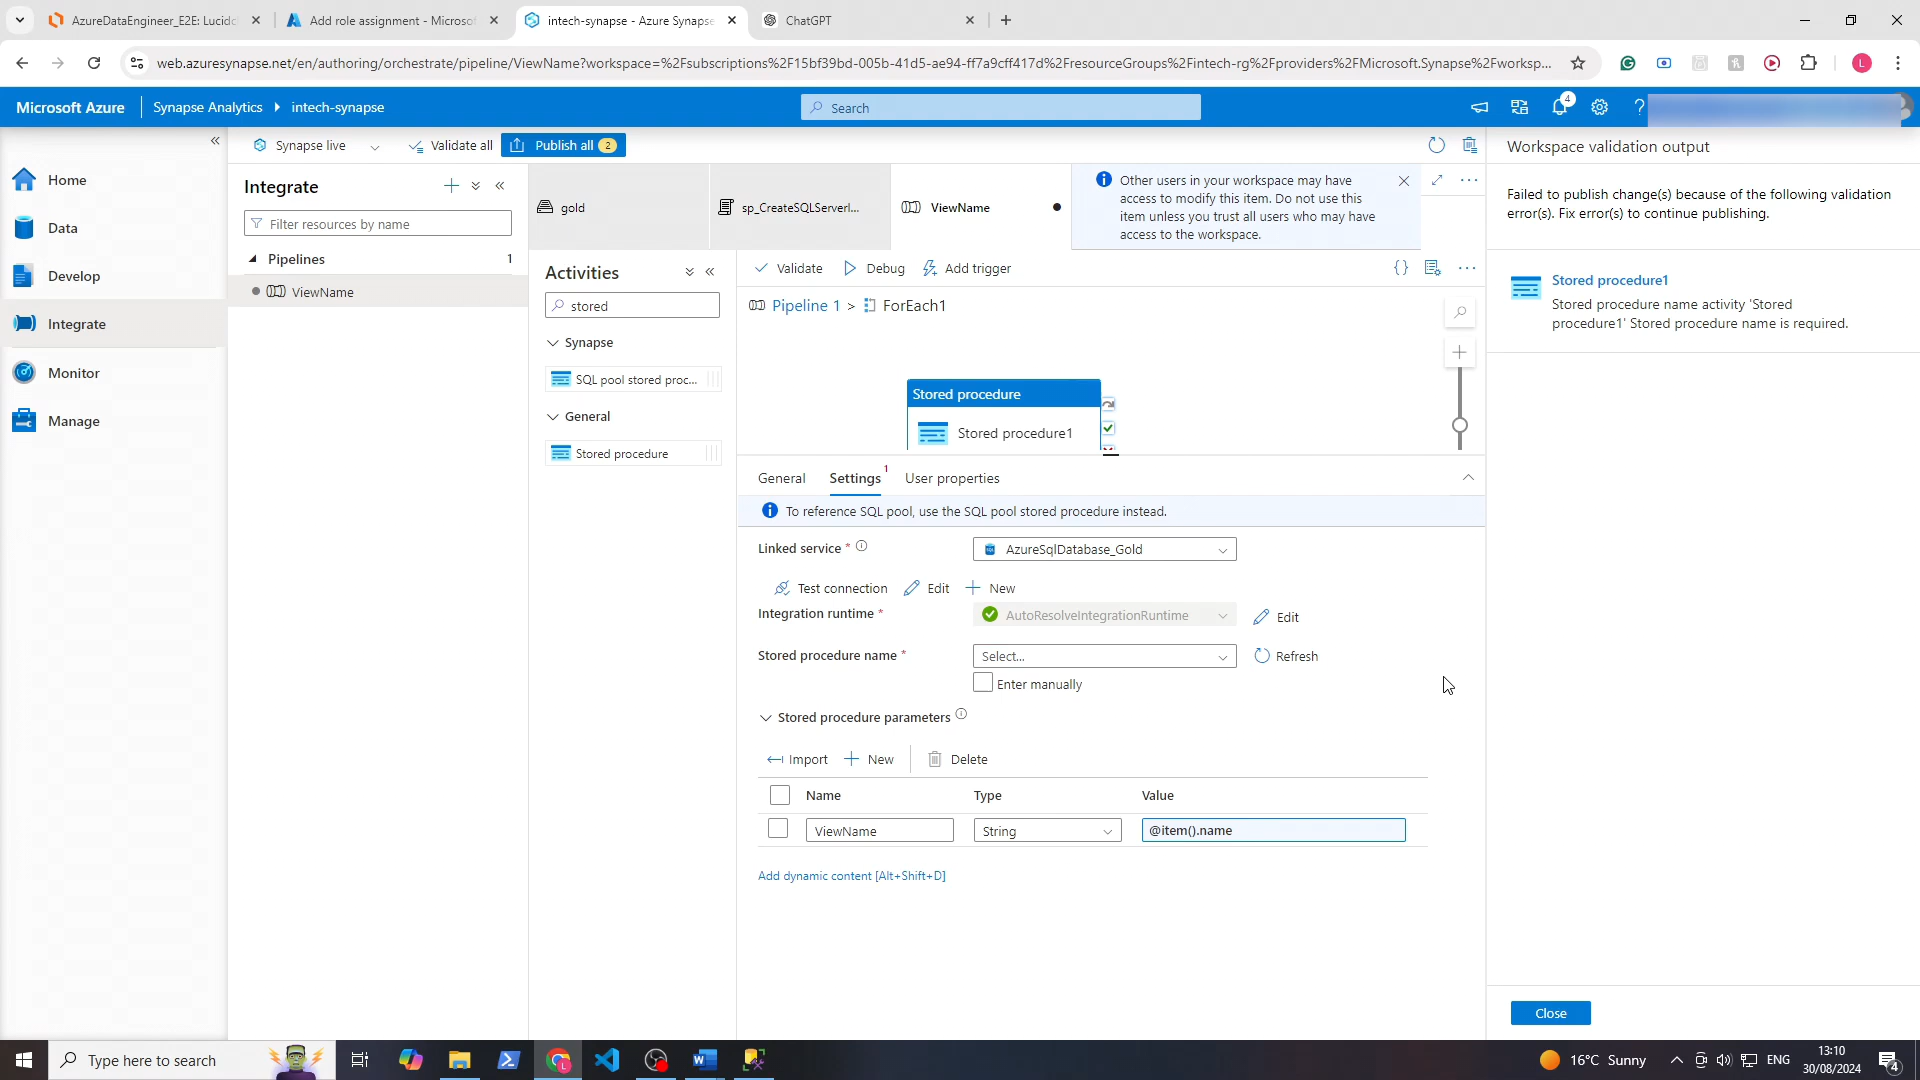 AzureDataEngineer_E2E: Lucidc
Add role assignment - Microso
intech-synapse - Azure Synapse
ChatGPT
web.azuresynapse.net/en/authoring/orchestrate/pipeline/ViewName?workspace=%2Fsubscriptions%2F15bf39bd-005b-41d5-ae94-ff7a9cff417d%2FresourceGroups%2Fintech-rg%2Fproviders%2FMicrosoft.Synapse%2Fworksp...
L
Microsoft Azure
Synapse Analytics
intech-synapse
Search
4
?
Synapse live
Validate all
Publish all
2
Workspace validation output
Home
Data
Develop
Integrate
Monitor
Manage
Integrate
Filter resources by name
Pipelines
1
ViewName
gold
sp_CreateSQLServerl...
ViewName
Other users in your workspace may have
access to modify this item. Do not use this
item unless you trust all users who may have
access to the workspace.
Failed to publish change(s) because of the following validation
error(s). Fix error(s) to continue publishing.
Stored procedure1
Stored procedure name activity 'Stored
procedure1' Stored procedure name is required.
Activities
stored
Synapse
SQL pool stored proc...
General
Stored procedure
Validate
Debug
Add trigger
{}
Pipeline 1 > ForEach1
Stored procedure
Stored procedure1
General
Settings
1
User properties
To reference SQL pool, use the SQL pool stored procedure instead.
Linked service *
AzureSqlDatabase_Gold
Test connection
Edit
New
Integration runtime *
AutoResolveIntegrationRuntime
Edit
Stored procedure name *
Select...
Refresh
Enter manually
Stored procedure parameters
Import
New
Delete
Name
Type
Value
ViewName
String
@item().name
Add dynamic content [Alt+Shift+D]
Close
Type here to search
16°C Sunny
ENG
13:10
30/08/2024
4